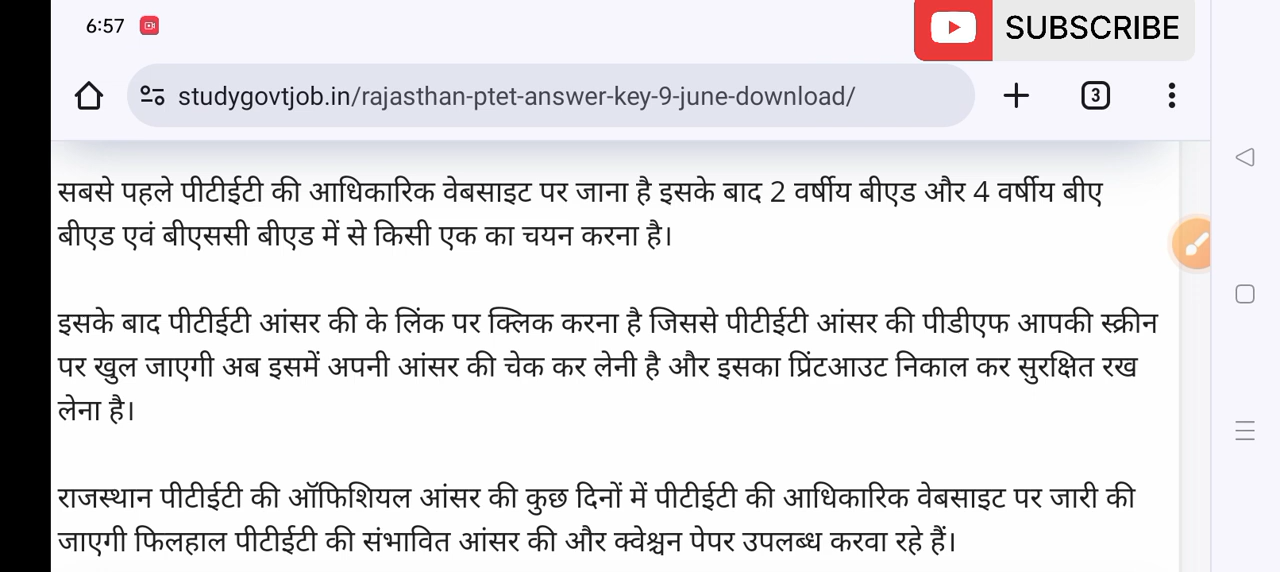 6:57
SUBSCRIBE
studygovtjob.in/rajasthan-ptet-answer-key-9-june-download/
3
सबसे पहले पीटीईटी की आधिकारिक वेबसाइट पर जाना है इसके बाद 2 वर्षीय बीएड और 4 वर्षीय बीए
बीएड एवं बीएससी बीएड में से किसी एक का चयन करना है।
इसके बाद पीटीईटी आंसर की के लिंक पर क्लिक करना है जिससे पीटीईटी आंसर की पीडीएफ आपकी स्क्रीन
पर खुल जाएगी अब इसमें अपनी आंसर की चेक कर लेनी है और इसका प्रिंटआउट निकाल कर सुरक्षित रख
लेना है।
राजस्थान पीटीईटी की ऑफिशियल आंसर की कुछ दिनों में पीटीईटी की आधिकारिक वेबसाइट पर जारी की
जाएगी फिलहाल पीटीईटी की संभावित आंसर की और क्वेश्चन पेपर उपलब्ध करवा रहे हैं।